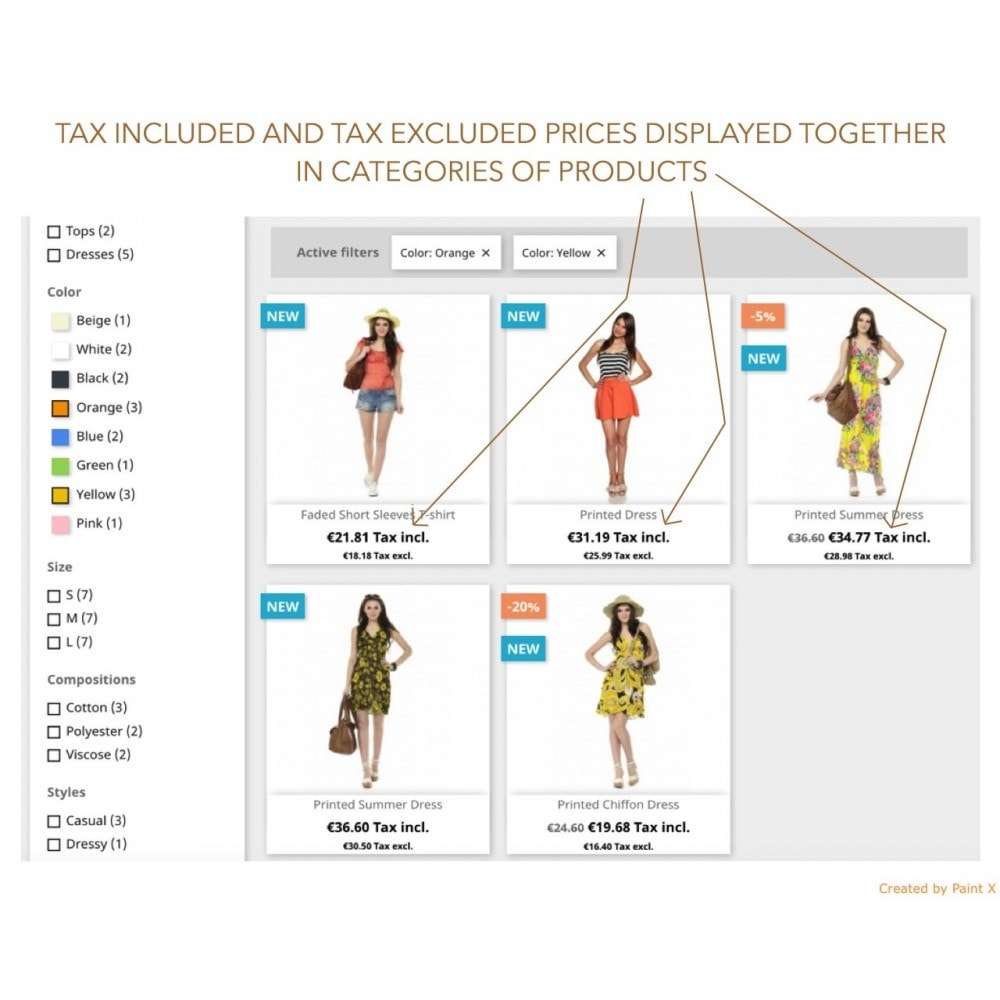 TAX INCLUDED AND TAX EXCLUDED PRICES DISPLAYED TOGETHER
IN CATEGORIES OF PRODUCTS
Tops (2)
Dresses (5)
Color
Beige (1)
White (2)
Black (2)
Orange (3)
Blue (2)
Green (1)
Yellow (3)
Pink (1)
Size
S (7)
M (7)
L (7)
Compositions
Cotton (3)
Polyester (2)
Viscose (2)
Styles
Casual (3)
Dressy (1)
Active filters Color: Orange × Color: Yellow ×
NEW
Faded Short Sleeves T-shirt
€21.81 Tax incl.
€18.18 Tax excl.
NEW
Printed Dress
€31.19 Tax incl.
€25.99 Tax excl.
-5%
NEW
Printed Summer Dress
€36.60 €34.77 Tax incl.
€28.98 Tax excl.
NEW
Printed Summer Dress
€36.60 Tax incl.
€30.50 Tax excl.
-20%
NEW
Printed Chiffon Dress
€24.60 €19.68 Tax incl.
€16.40 Tax excl.
Created by Paint X